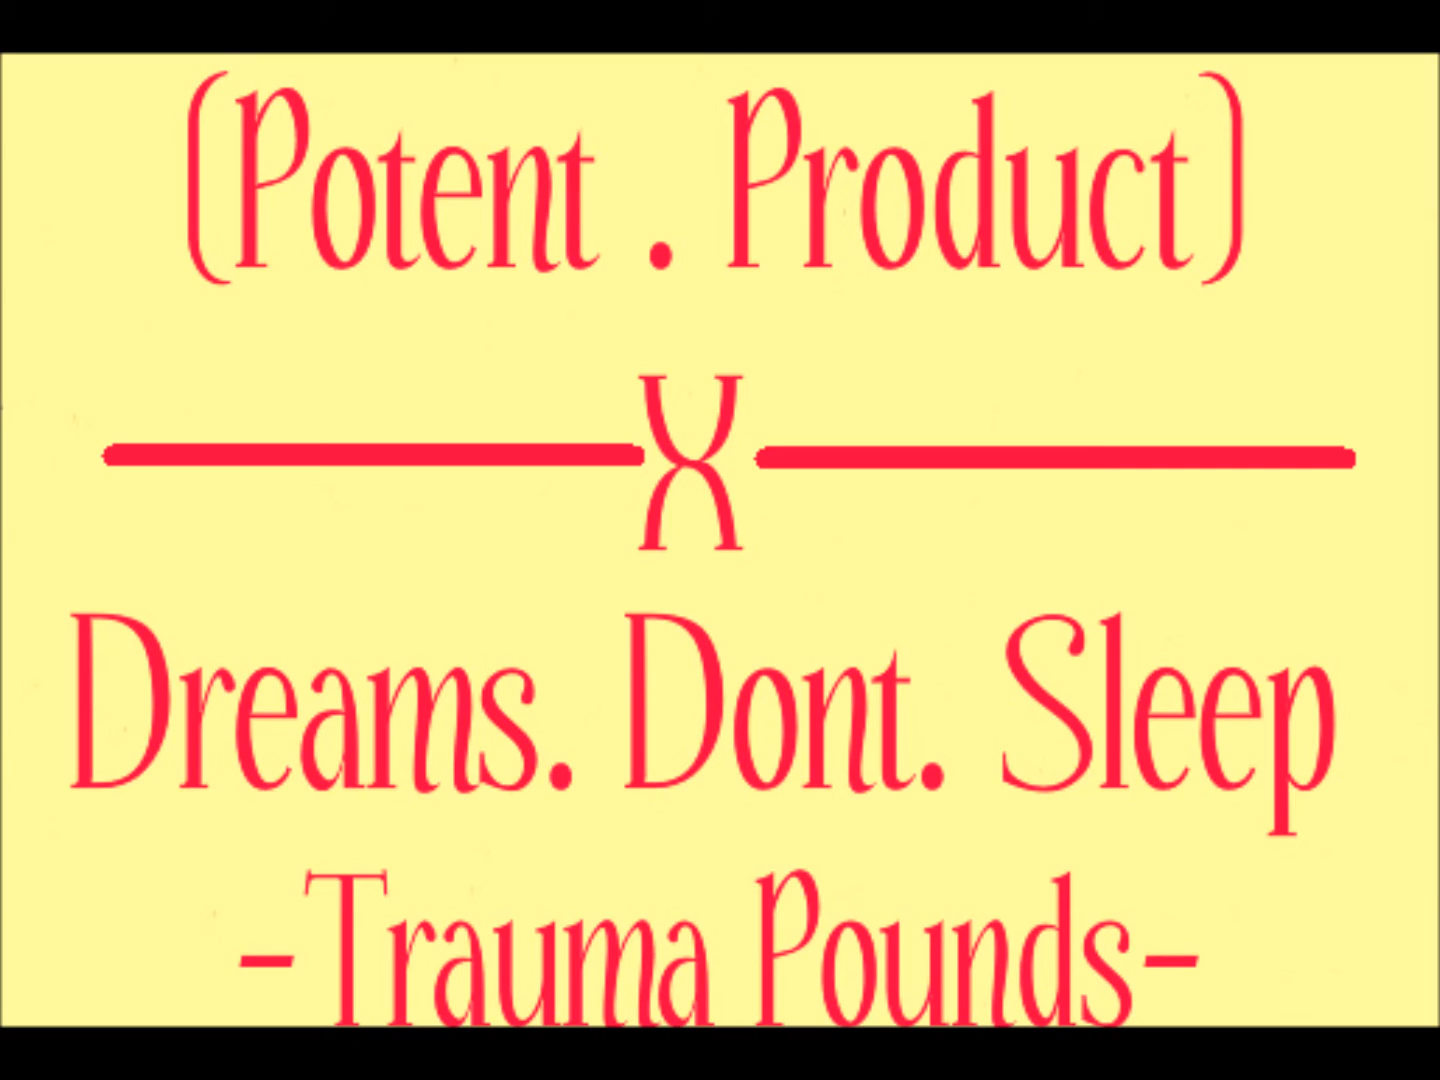 (Potent . Product)
X
Dreams. Dont. Sleep
-Trauma Pounds-